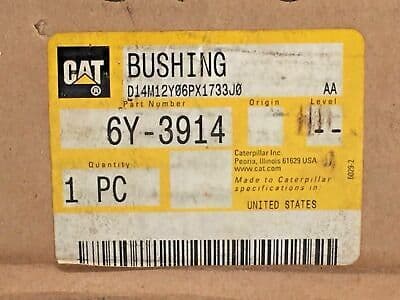 CAT
®
BUSHING
D14M12Y06PX1733J0 AA
Part Number Origin Level
6Y-3914 --
Quantity
1 PC
Caterpillar Inc.
Peoria, Illinois 61629 USA
www.cat.com
Made to Caterpillar
specifications in:
UNITED STATES